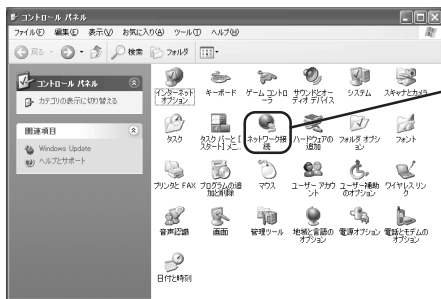 コントロール パネル
ファイル(F) 編集(E) 表示(V) お気に入り(A) ツール(T) ヘルプ(H)
戻る 検索 フォルダ
コントロール パネル
カテゴリの表示に切り替える
関連項目
Windows Update
ヘルプとサポート
インターネット オプション
キーボード
ゲーム コントローラ
サウンドとオーディオ デバイス
システム
スキャナとカメラ
タスク
タスク バーと [スタート] メニ...
ネットワーク接続
ハードウェアの追加
フォルダ オプション
フォント
プリンタと FAX
プログラムの追加と削除
マウス
ユーザー アカウント
ユーザー補助のオプション
ワイヤレス リンク
音声認識
画面
管理ツール
地域と言語のオプション
電源オプション
電話とモデムのオプション
日付と時刻